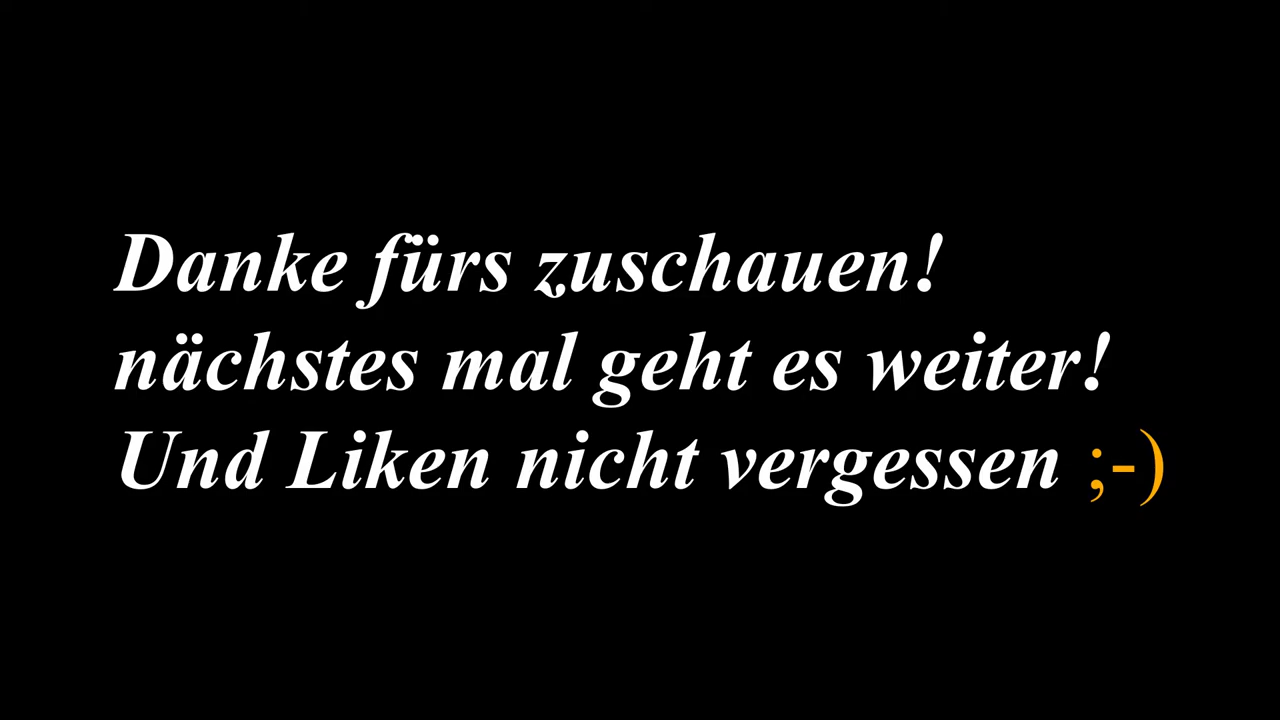 Danke fürs zuschauen!
nächstes mal geht es weiter!
Und Liken nicht vergessen ;-)